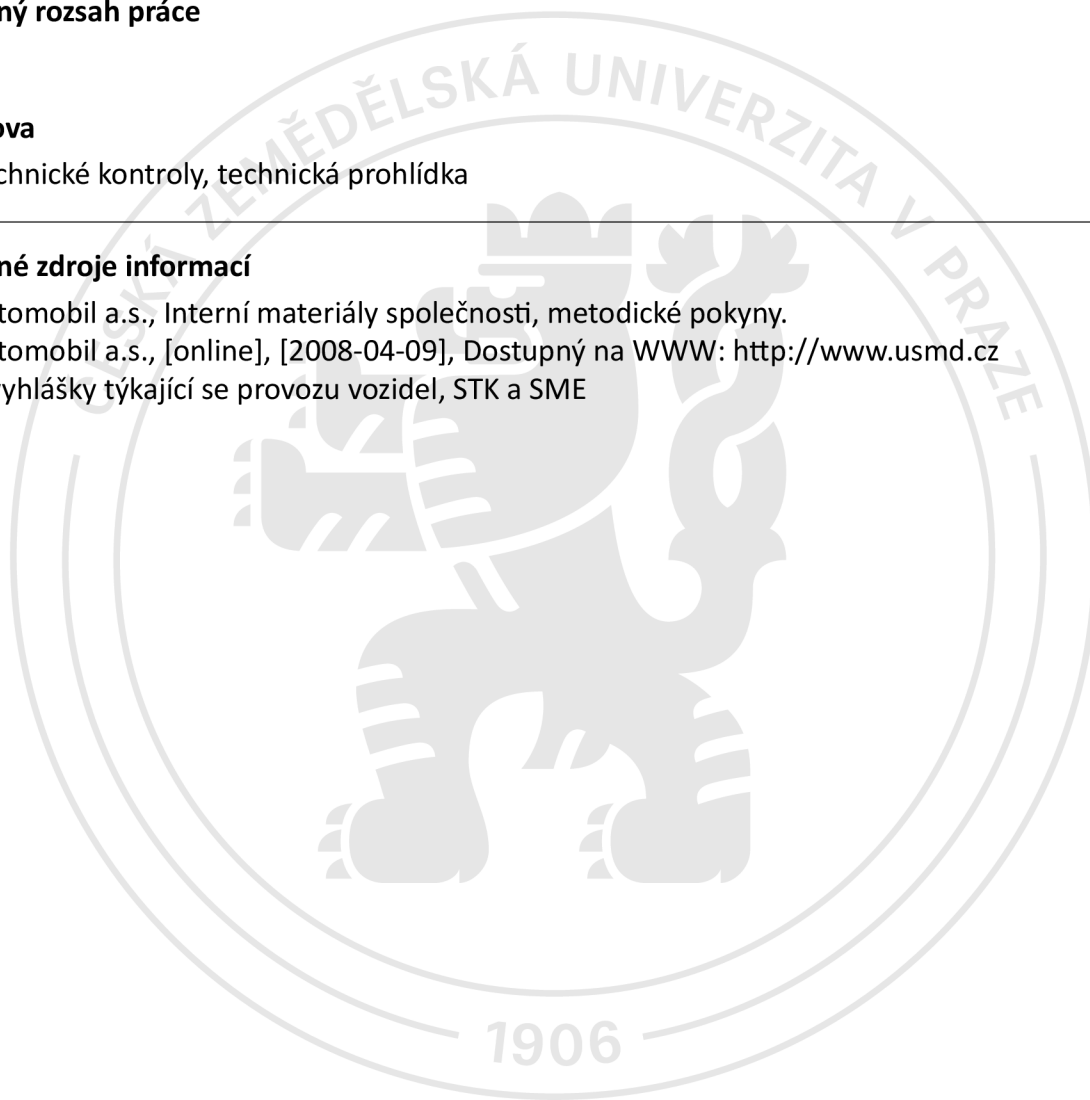 ný rozsah práce
ova
chnické kontroly, technická prohlídka
né zdroje informací
tomobil a.s., Interní materiály společnosti, metodické pokyny.
tomobil a.s., [online], [2008-04-09], Dostupný na WWW: http://www.usmd.cz
vyhlášky týkající se provozu vozidel, STK a SME
ČESKÁ ZEMĚDĚLSKÁ UNIVERZITA V PRAZE
1906